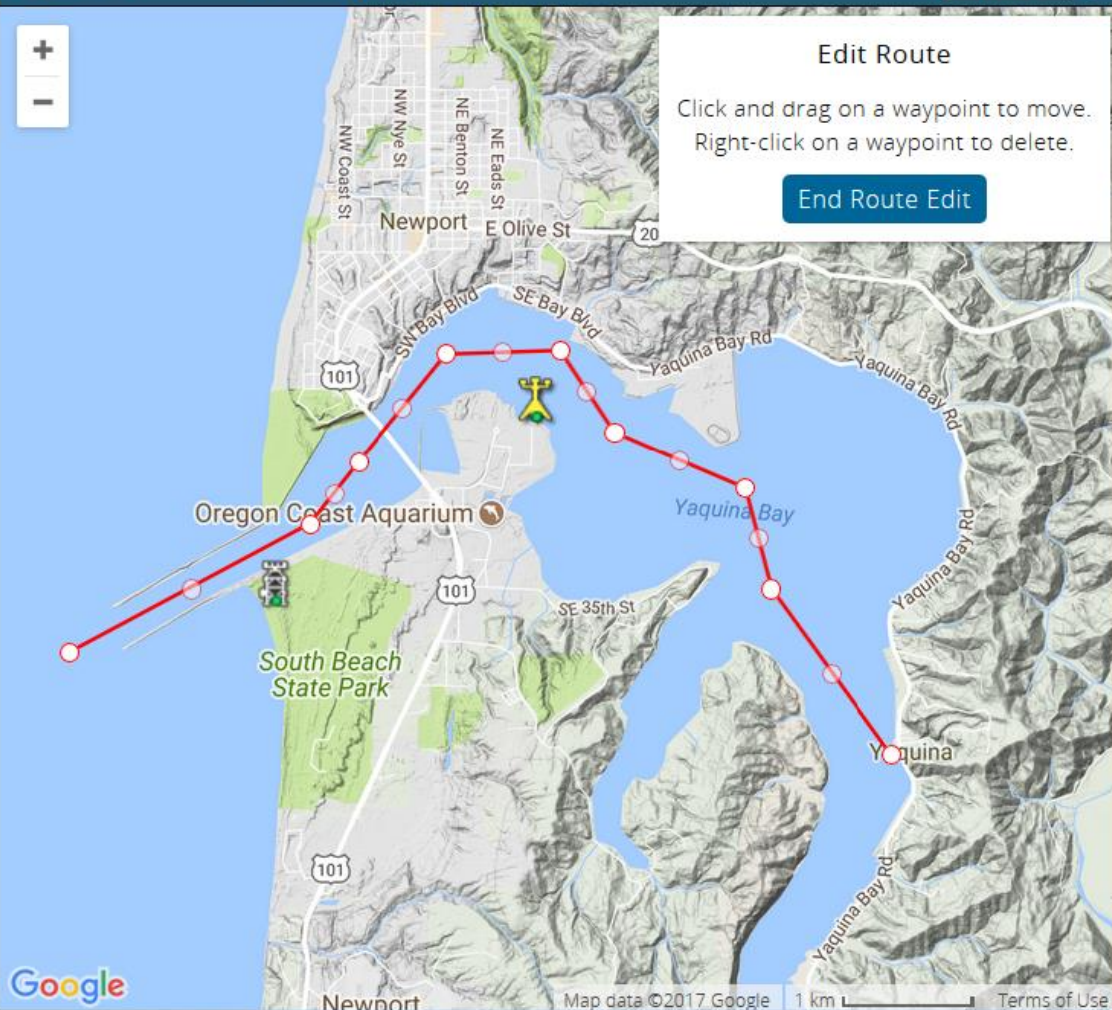 +
−
Edit Route
Click and drag on a waypoint to move.
Right-click on a waypoint to delete.
End Route Edit
NW Coast St
NW Nye St
NE Benton St
NE Eads St
Newport
E Olive St
20
SW Bay Blvd
SE Bay Blvd
Yaquina Bay Rd
Yaquina Bay Rd
101
Oregon Coast Aquarium
Yaquina Bay
Yaquina Bay Rd
101
SE 35th St
South Beach
State Park
Yaquina
101
Yaquina Bay Rd
Google
Newport
Map data ©2017 Google
1 km
Terms of Use